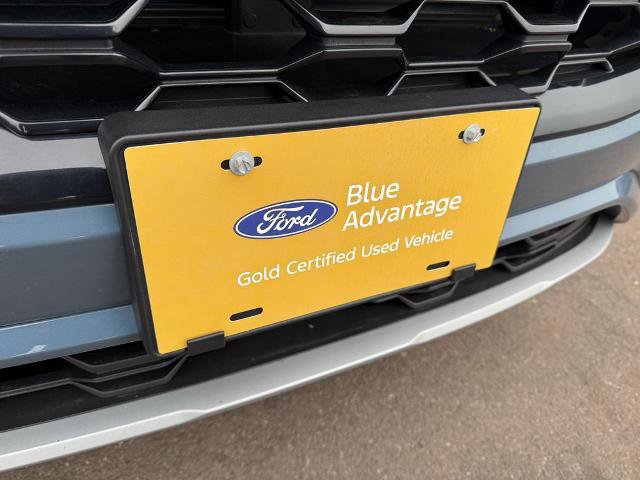 Ford
Blue
Advantage
Gold Certified Used Vehicle